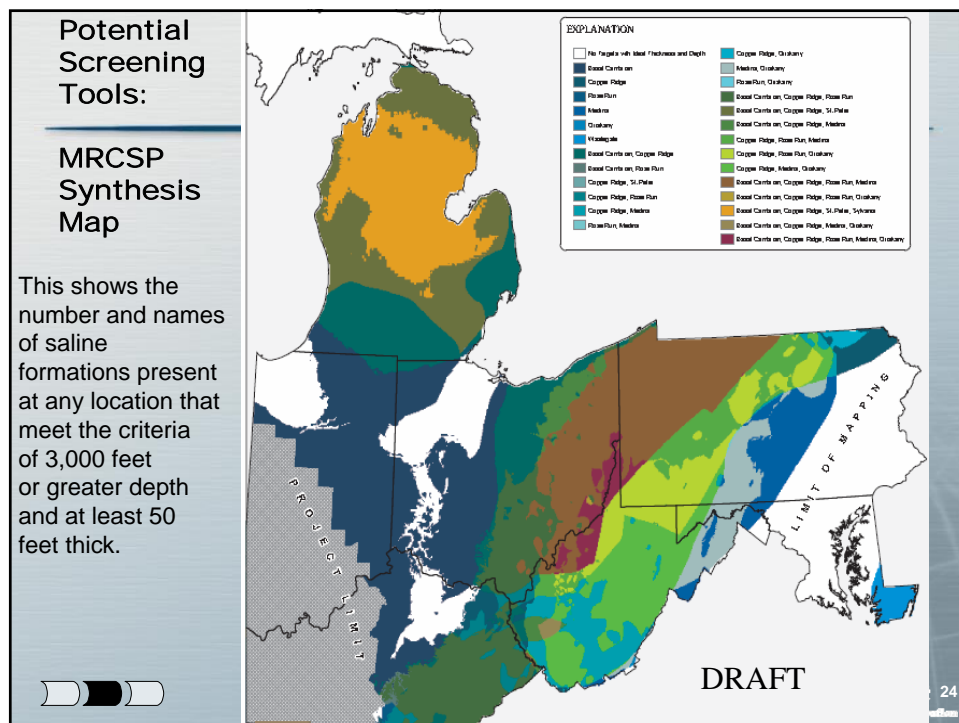 Potential
Screening
Tools:
MRCSP
Synthesis
Map
This shows the
number and names
of saline
formations present
at any location that
meet the criteria
of 3,000 feet
or greater depth
and at least 50
feet thick.
EXPLANATION
No Targets with Ideal Thickness and Depth
Basal Cambrian
Copper Ridge
Rose Run
Medina
Oriskany
Basal Cambrian, Copper Ridge
Basal Cambrian, Rose Run
Copper Ridge, St. Peter
Copper Ridge, Rose Run
Copper Ridge, Medina
Rose Run, Medina
Copper Ridge, Oriskany
Medina, Oriskany
Rose Run, Oriskany
Basal Cambrian, Copper Ridge, Rose Run
Basal Cambrian, Copper Ridge, St. Peter
Basal Cambrian, Copper Ridge, Medina
Copper Ridge, Rose Run, Medina
Copper Ridge, Rose Run, Oriskany
Copper Ridge, Medina, Oriskany
Basal Cambrian, Copper Ridge, Rose Run, Medina
Basal Cambrian, Copper Ridge, Rose Run, Oriskany
Basal Cambrian, Copper Ridge, St. Peter, Sylvania
Basal Cambrian, Copper Ridge, Medina, Oriskany
Basal Cambrian, Copper Ridge, Rose Run, Medina, Oriskany
LIMIT OF MAPPING
PROJECT LIMIT
DRAFT
24